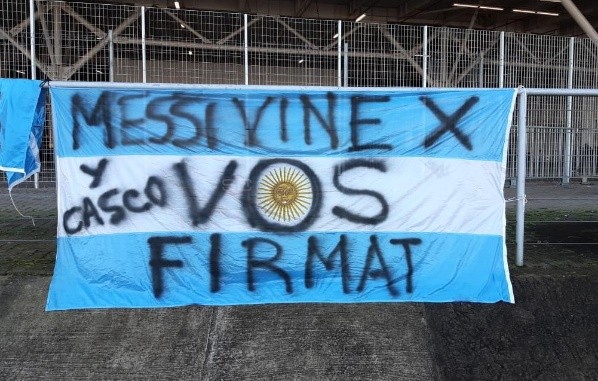 MESSI VINE X
Y CASCO VOS
FIRMAT